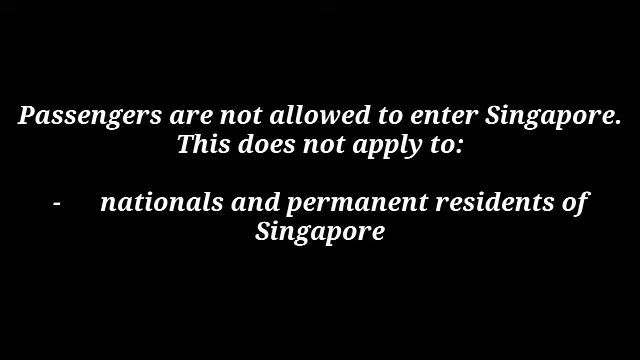 Passengers are not allowed to enter Singapore.
This does not apply to:
- nationals and permanent residents of
Singapore